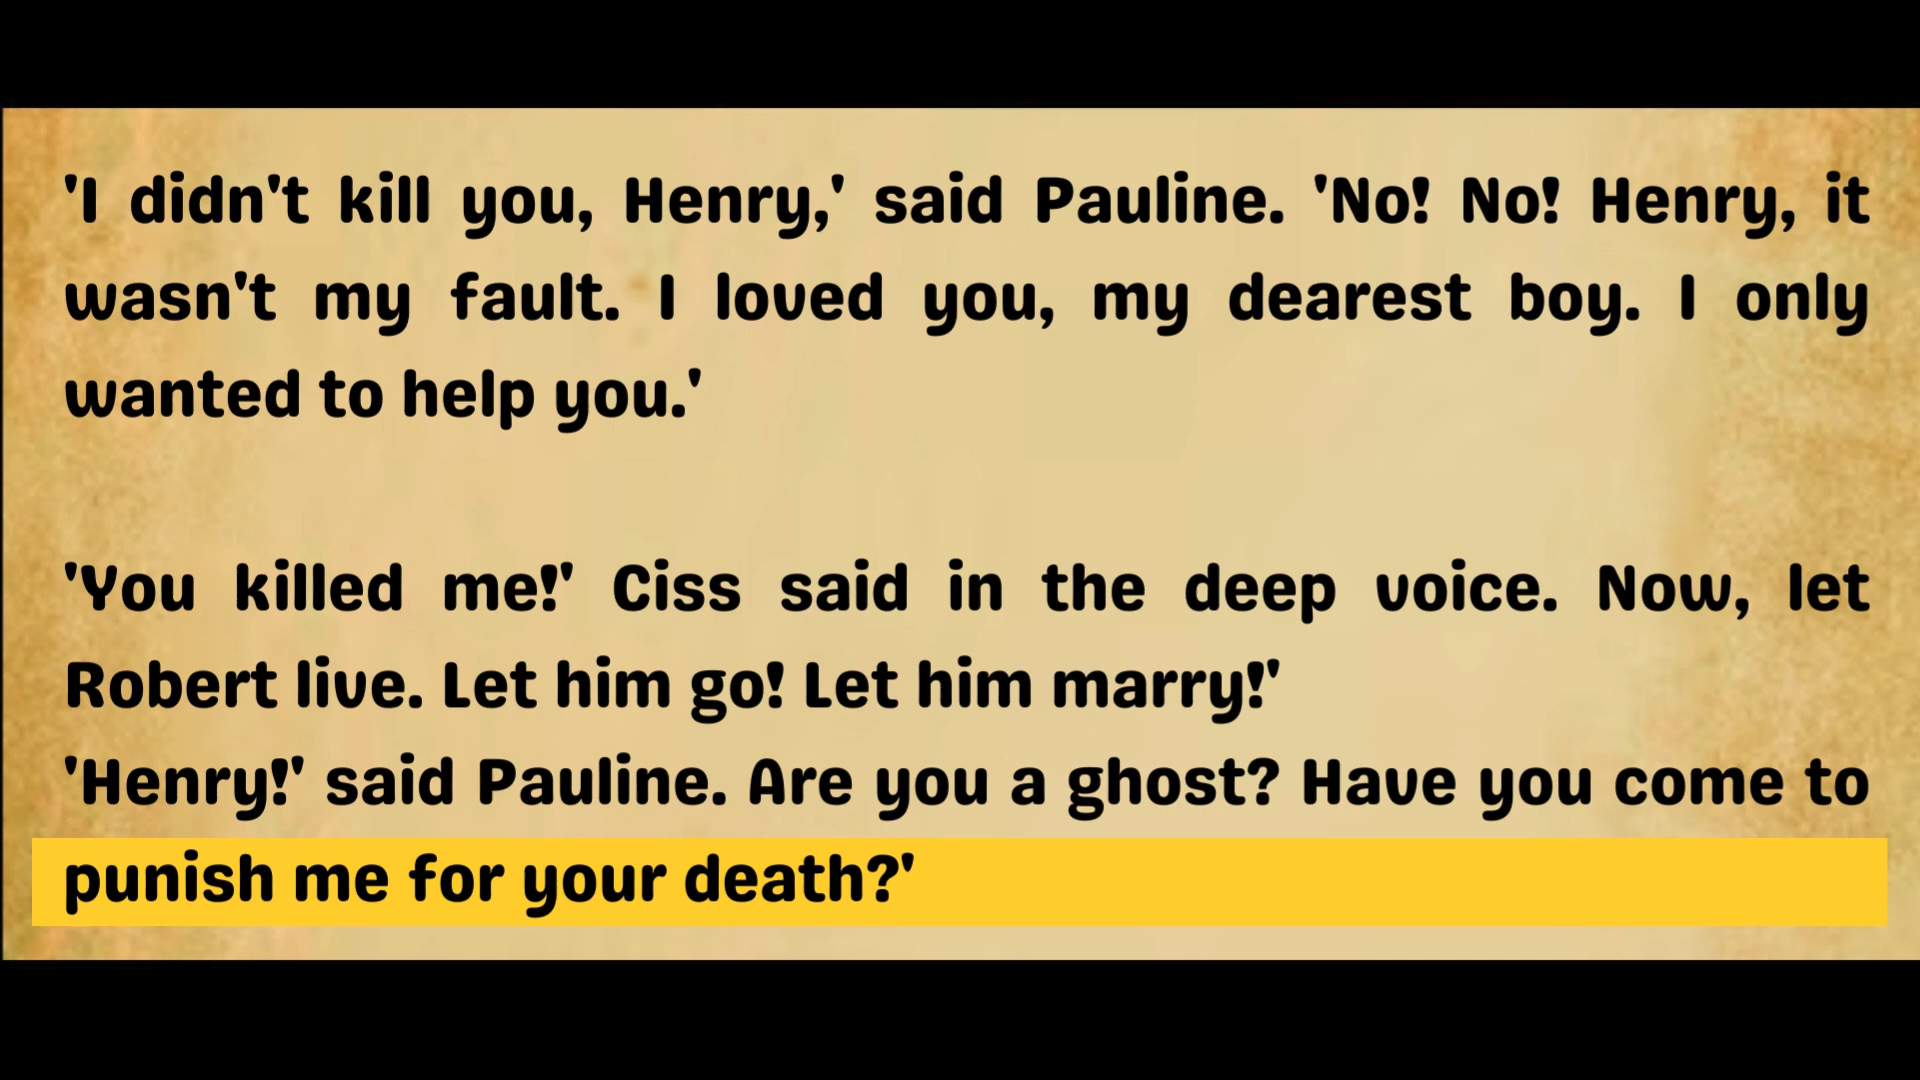 'I didn't kill you, Henry,' said Pauline. 'No! No! Henry, it
wasn't my fault. I loved you, my dearest boy. I only
wanted to help you.'
'You killed me!' Ciss said in the deep voice. Now, let
Robert live. Let him go! Let him marry!'
'Henry!' said Pauline. Are you a ghost? Have you come to
punish me for your death?'